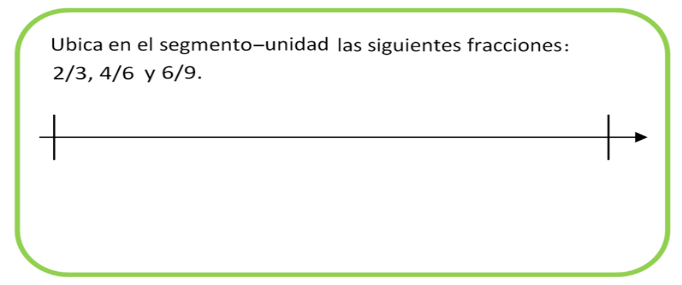 Ubica en el segmento–unidad las siguientes fracciones:
2/3, 4/6 y 6/9.